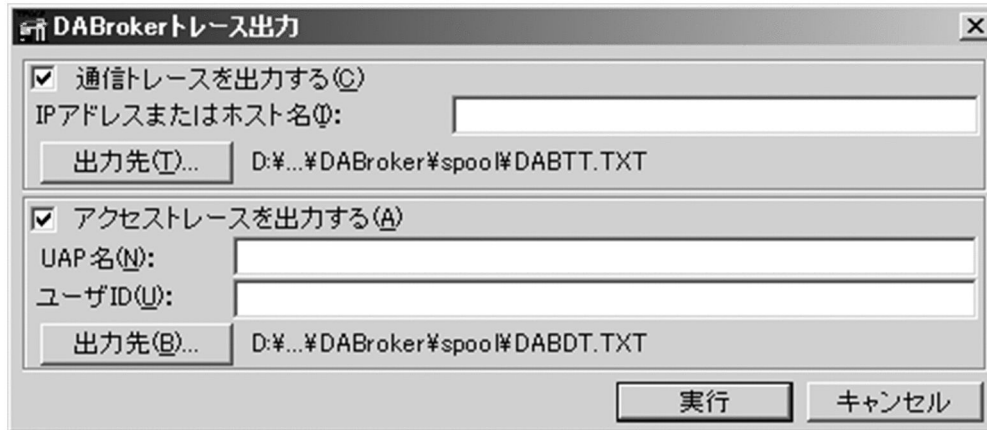 DABrokerトレース出力
通信トレースを出力する(C)
IPアドレスまたはホスト名(I):
出力先(T)... D:¥...¥DABroker¥spool¥DABTT.TXT
アクセストレースを出力する(A)
UAP名(N):
ユーザID(U):
出力先(B)... D:¥...¥DABroker¥spool¥DABDT.TXT
実行 キャンセル